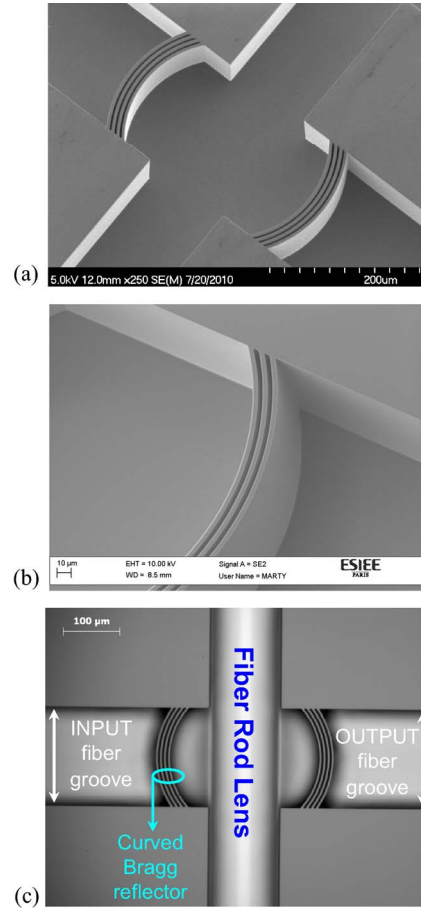 (a)
5.0kV 12.0mm x250 SE(M) 7/20/2010
200um
(b)
10 µm
EHT = 10.00 kV
WD = 8.5 mm
Signal A = SE2
User Name = MARTY
ESIEE
PARIS
(c)
100 µm
INPUT
fiber
groove
Fiber Rod Lens
OUTPUT
fiber
groove
Curved
Bragg
reflector